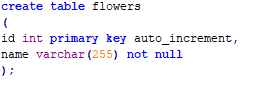 create table flowers
(
id int primary key auto_increment,
name varchar(255) not null
);